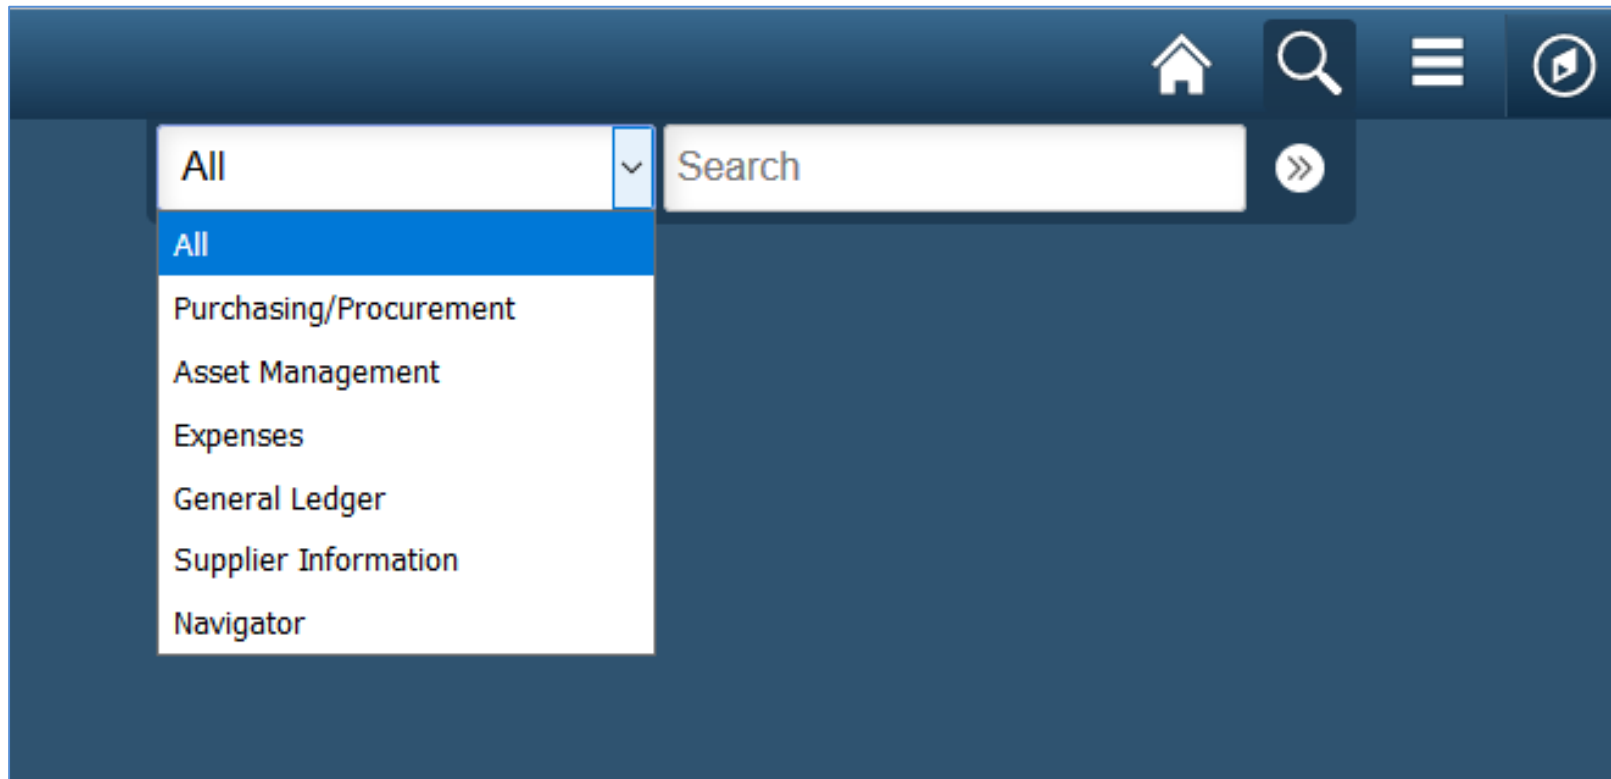 All Search
All
Purchasing/Procurement
Asset Management
Expenses
General Ledger
Supplier Information
Navigator